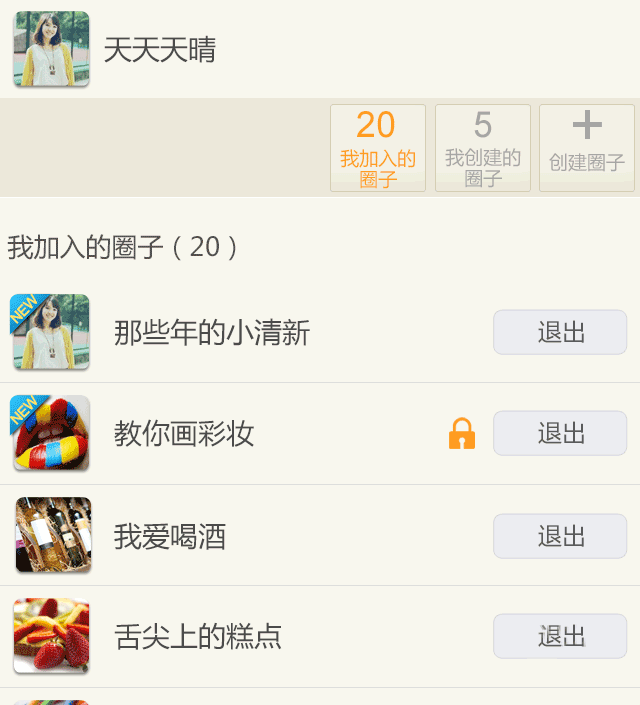 天天天晴
20
我加入的
圈子
5
我创建的
圈子
+
创建圈子
我加入的圈子（20）
NEW
那些年的小清新
退出
NEW
教你画彩妆
退出
我爱喝酒
退出
舌尖上的糕点
退出